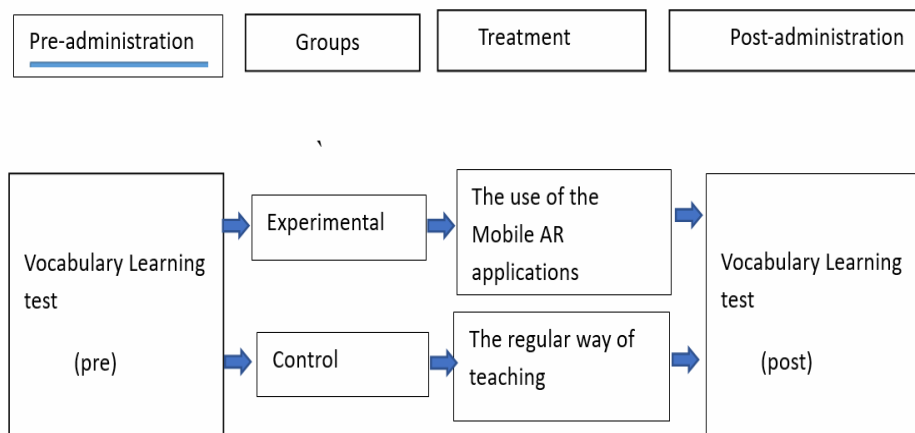 Pre-administration
Groups
Treatment
Post-administration
`
Vocabulary Learning
test
(pre)
Experimental
Control
The use of the
Mobile AR
applications
The regular way of
teaching
Vocabulary Learning
test
(post)